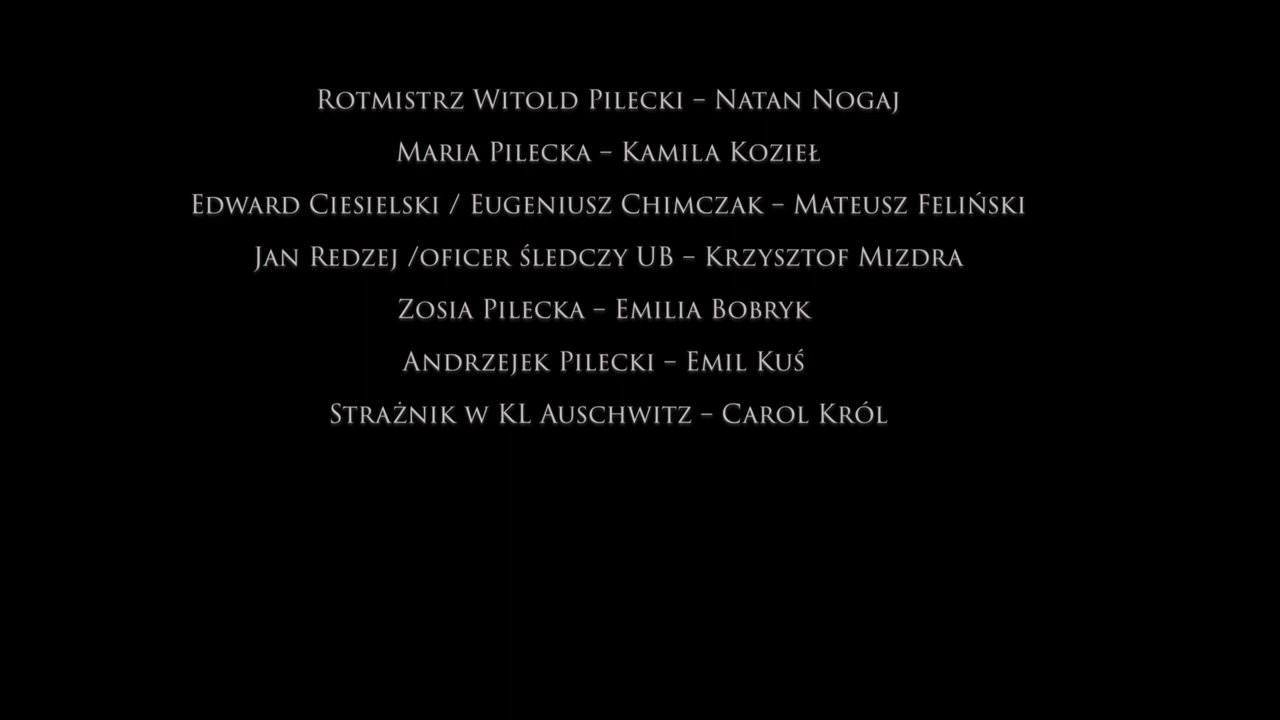 Rotmistrz Witold Pilecki – Natan Nogaj
Maria Pilecka – Kamila Kozieł
Edward Ciesielski / Eugeniusz Chimczak – Mateusz Feliński
Jan Redzej /oficer śledczy UB – Krzysztof Mizdra
Zosia Pilecka – Emilia Bobryk
Andrzejek Pilecki – Emil Kuś
Strażnik w KL Auschwitz – Carol Król